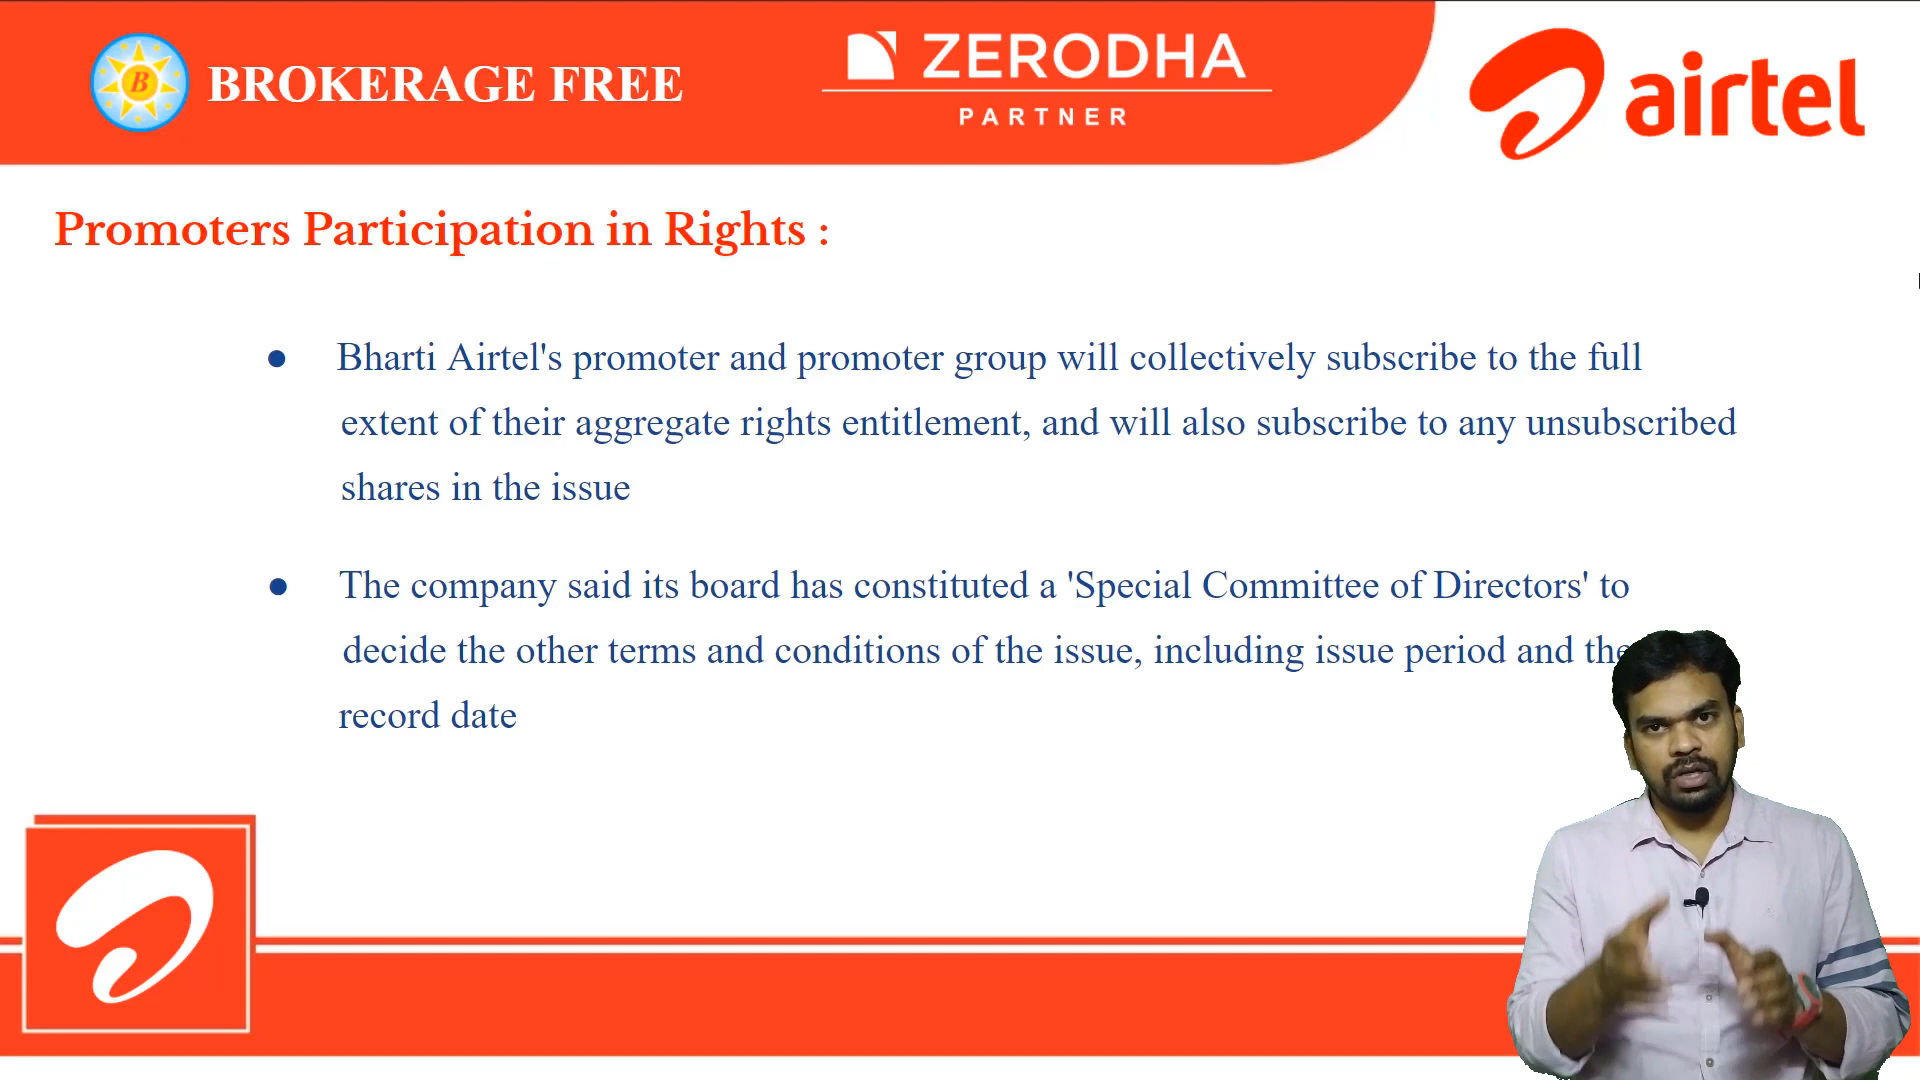 B BROKERAGE FREE
ZERODHA
PARTNER
airtel
Promoters Participation in Rights :
● Bharti Airtel's promoter and promoter group will collectively subscribe to the full
extent of their aggregate rights entitlement, and will also subscribe to any unsubscribed
shares in the issue
● The company said its board has constituted a 'Special Committee of Directors' to
decide the other terms and conditions of the issue, including issue period and the
record date